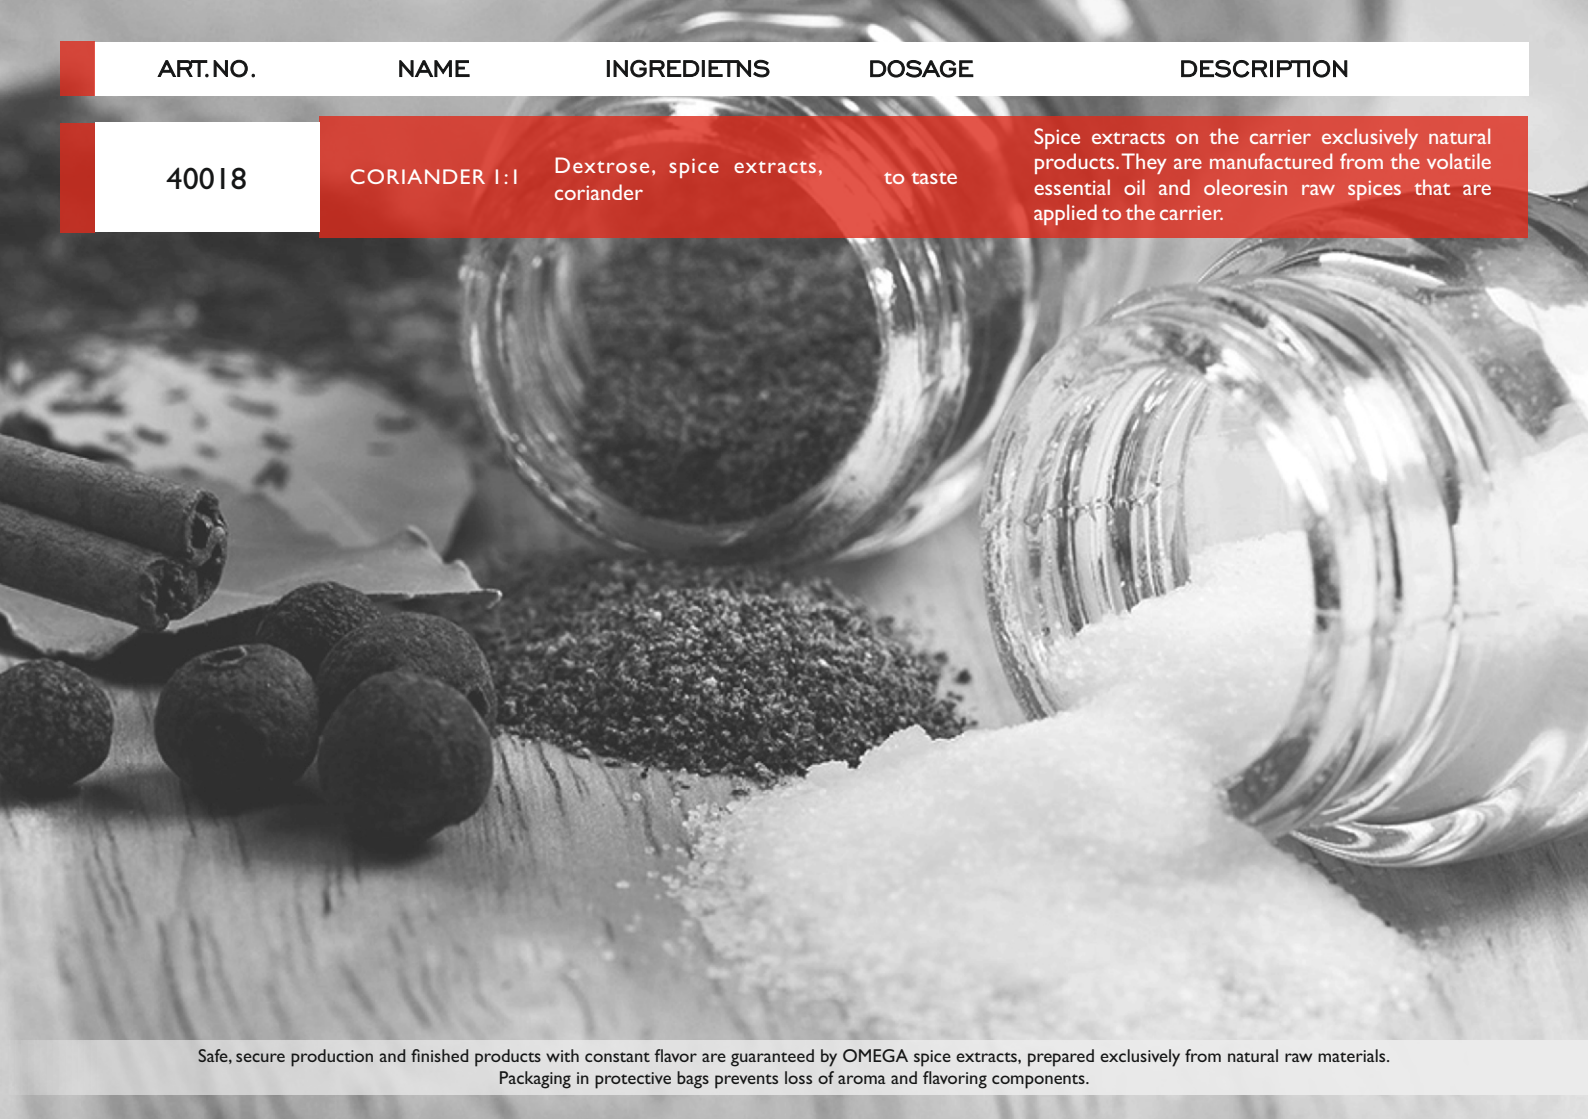 ART.NO. NAME INGREDIETNS DOSAGE DESCRIPTION
40018
CORIANDER 1:1
Dextrose, spice extracts,
coriander
to taste
Spice extracts on the carrier exclusively natural
products. They are manufactured from the volatile
essential oil and oleoresin raw spices that are
applied to the carrier.
Safe, secure production and finished products with constant flavor are guaranteed by OMEGA spice extracts, prepared exclusively from natural raw materials.
Packaging in protective bags prevents loss of aroma and flavoring components.